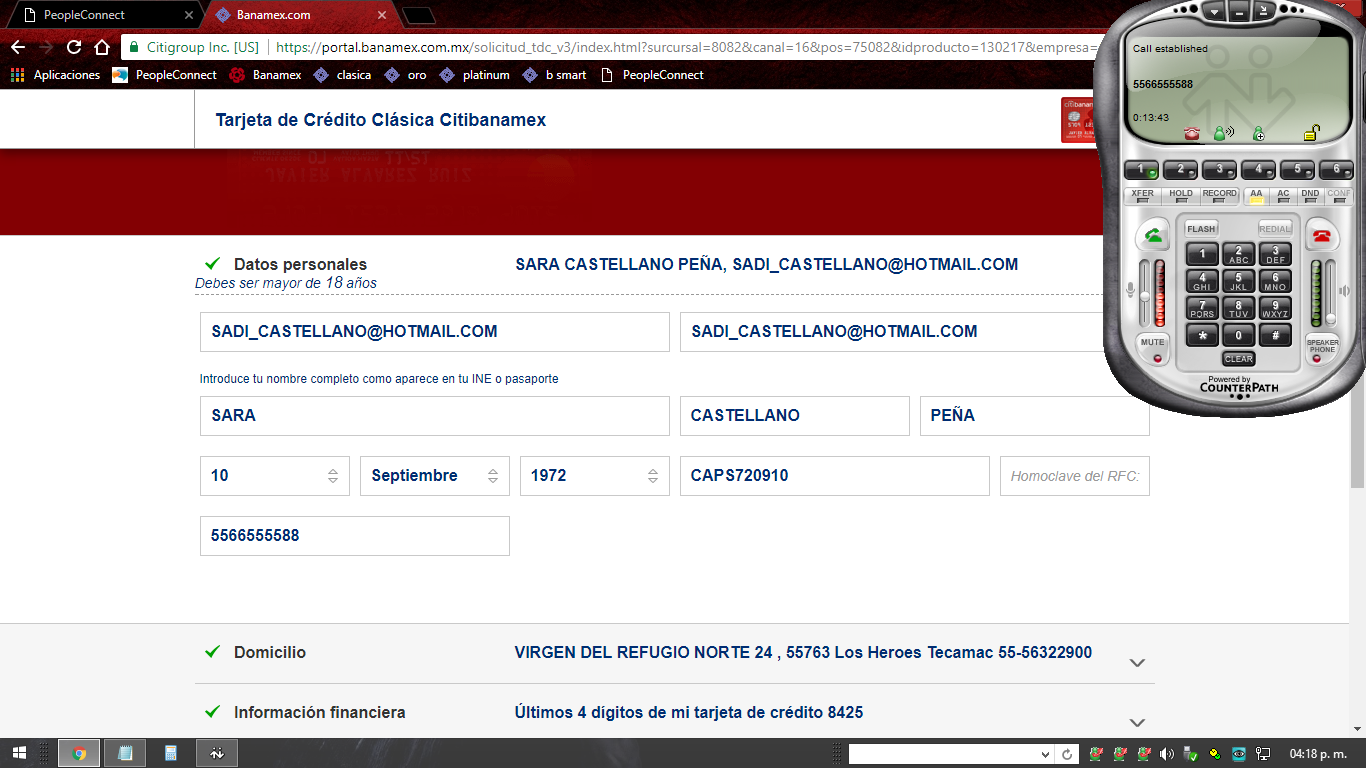 PeopleConnect
Banamex.com
Citigroup Inc. [US]
https://portal.banamex.com.mx/solicitud_tdc_v3/index.html?surcursal=8082&canal=16&pos=75082&idproducto=130217&empresa=
Aplicaciones PeopleConnect Banamex clasica oro platinum b smart PeopleConnect
Tarjeta de Crédito Clásica Citibanamex
Datos personales
SARA CASTELLANO PEÑA, SADI_CASTELLANO@HOTMAIL.COM
Debes ser mayor de 18 años
SADI_CASTELLANO@HOTMAIL.COM
SADI_CASTELLANO@HOTMAIL.COM
Introduce tu nombre completo como aparece en tu INE o pasaporte
SARA
CASTELLANO
PEÑA
10
Septiembre
1972
CAPS720910
Homoclave del RFC:
5566555588
Domicilio
VIRGEN DEL REFUGIO NORTE 24 , 55763 Los Heroes Tecamac 55-56322900
Información financiera
Últimos 4 dígitos de mi tarjeta de crédito 8425
Call established
5566555588
0:13:43
1 2 3 4 5 6
XFER HOLD RECORD AA AC DND CONF
FLASH
REDIAL
1
2 ABC
3 DEF
4 GHI
5 JKL
6 MNO
7 PQRS
8 TUV
9 WXYZ
* 0 #
MUTE
CLEAR
SPEAKER PHONE
Powered by
COUNTERPATH
04:18 p. m.